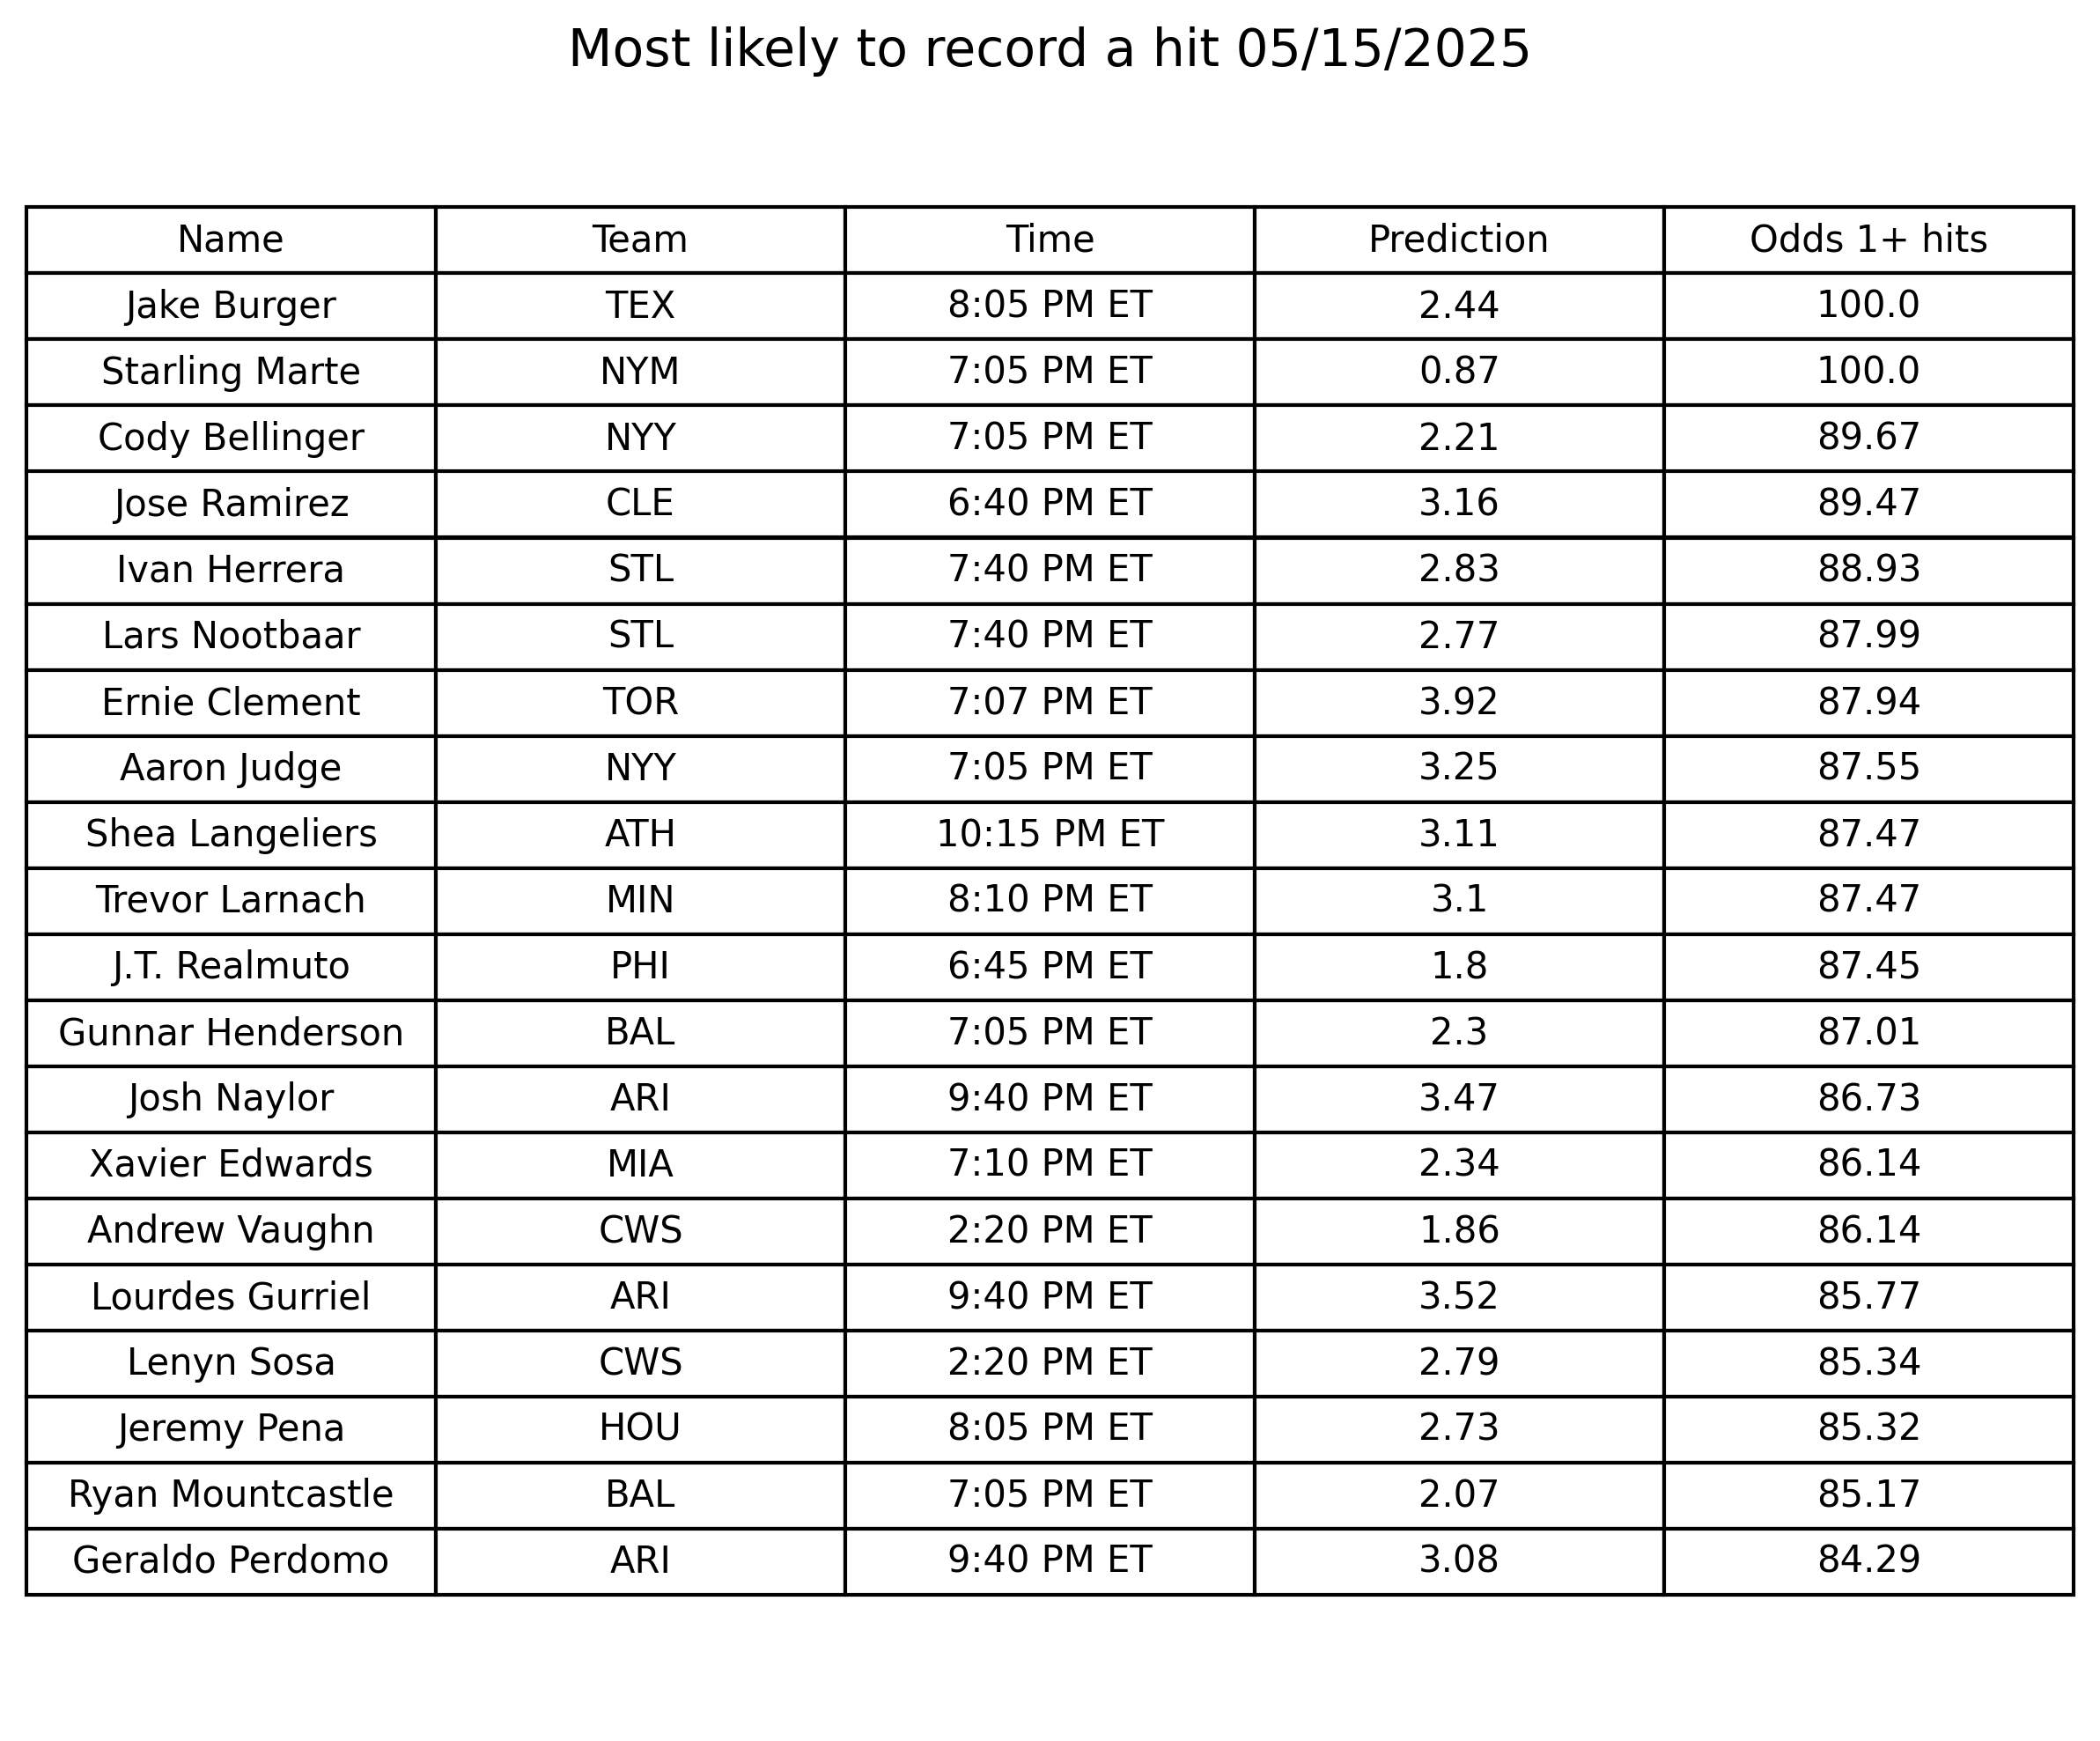 Most likely to record a hit 05/15/2025
Name Team Time Prediction Odds 1+ hits
Jake Burger TEX 8:05 PM ET 2.44 100.0
Starling Marte NYM 7:05 PM ET 0.87 100.0
Cody Bellinger NYY 7:05 PM ET 2.21 89.67
Jose Ramirez CLE 6:40 PM ET 3.16 89.47
Ivan Herrera STL 7:40 PM ET 2.83 88.93
Lars Nootbaar STL 7:40 PM ET 2.77 87.99
Ernie Clement TOR 7:07 PM ET 3.92 87.94
Aaron Judge NYY 7:05 PM ET 3.25 87.55
Shea Langeliers ATH 10:15 PM ET 3.11 87.47
Trevor Larnach MIN 8:10 PM ET 3.1 87.47
J.T. Realmuto PHI 6:45 PM ET 1.8 87.45
Gunnar Henderson BAL 7:05 PM ET 2.3 87.01
Josh Naylor ARI 9:40 PM ET 3.47 86.73
Xavier Edwards MIA 7:10 PM ET 2.34 86.14
Andrew Vaughn CWS 2:20 PM ET 1.86 86.14
Lourdes Gurriel ARI 9:40 PM ET 3.52 85.77
Lenyn Sosa CWS 2:20 PM ET 2.79 85.34
Jeremy Pena HOU 8:05 PM ET 2.73 85.32
Ryan Mountcastle BAL 7:05 PM ET 2.07 85.17
Geraldo Perdomo ARI 9:40 PM ET 3.08 84.29